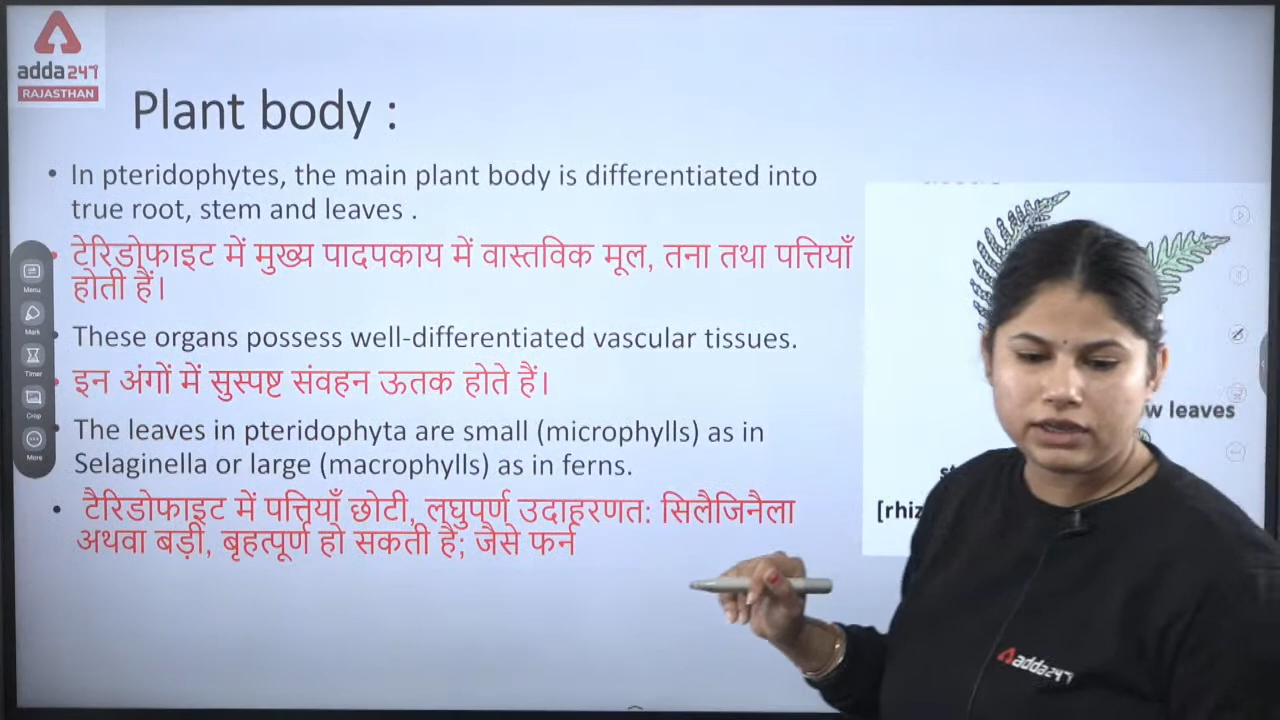 adda247
RAJASTHAN
Plant body :
• In pteridophytes, the main plant body is differentiated into
true root, stem and leaves .
• टेरिडोफाइट में मुख्य पादपकाय में वास्तविक मूल, तना तथा पत्तियाँ
होती हैं।
• These organs possess well-differentiated vascular tissues.
• इन अंगों में सुस्पष्ट संवहन ऊतक होते हैं।
• The leaves in pteridophyta are small (microphylls) as in
Selaginella or large (macrophylls) as in ferns.
• टैरिडोफाइट में पत्तियाँ छोटी, लघुपर्ण उदाहरणत: सिलैजिनैला
अथवा बड़ी, बृहत्पूर्ण हो सकती हैं; जैसे फर्न
Menu
Mark
Timer
Crop
More
leaves
[rhiz
adda247